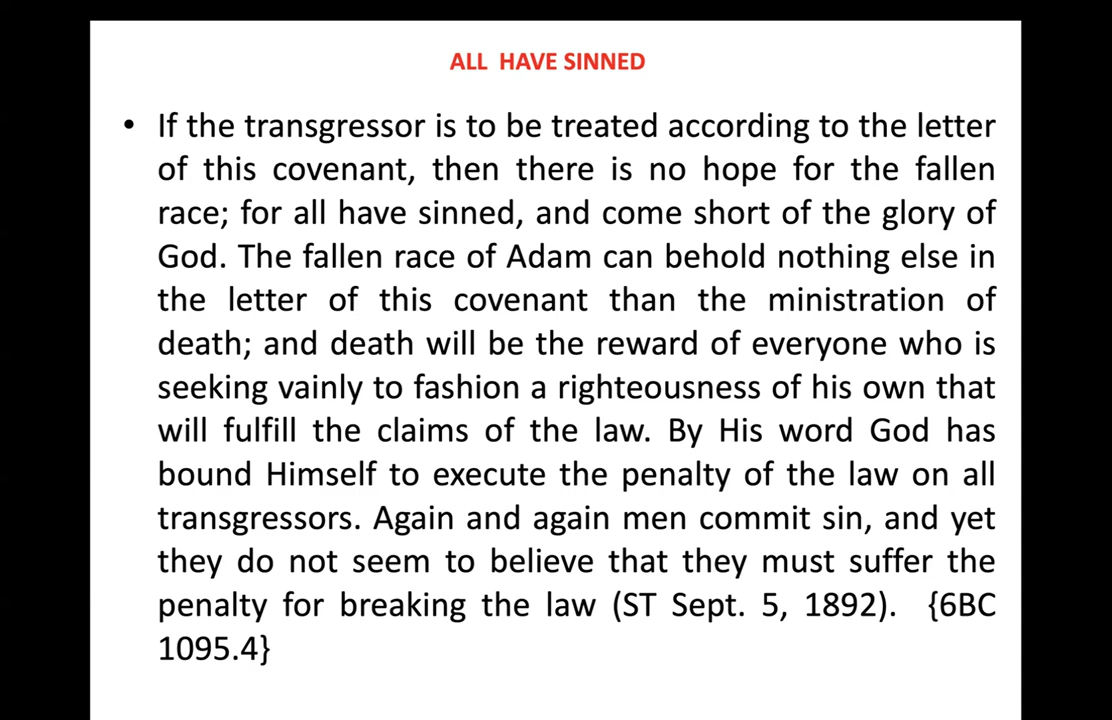 ALL HAVE SINNED
• If the transgressor is to be treated according to the letter
of this covenant, then there is no hope for the fallen
race; for all have sinned, and come short of the glory of
God. The fallen race of Adam can behold nothing else in
the letter of this covenant than the ministration of
death; and death will be the reward of everyone who is
seeking vainly to fashion a righteousness of his own that
will fulfill the claims of the law. By His word God has
bound Himself to execute the penalty of the law on all
transgressors. Again and again men commit sin, and yet
they do not seem to believe that they must suffer the
penalty for breaking the law (ST Sept. 5, 1892). {6BC
1095.4}